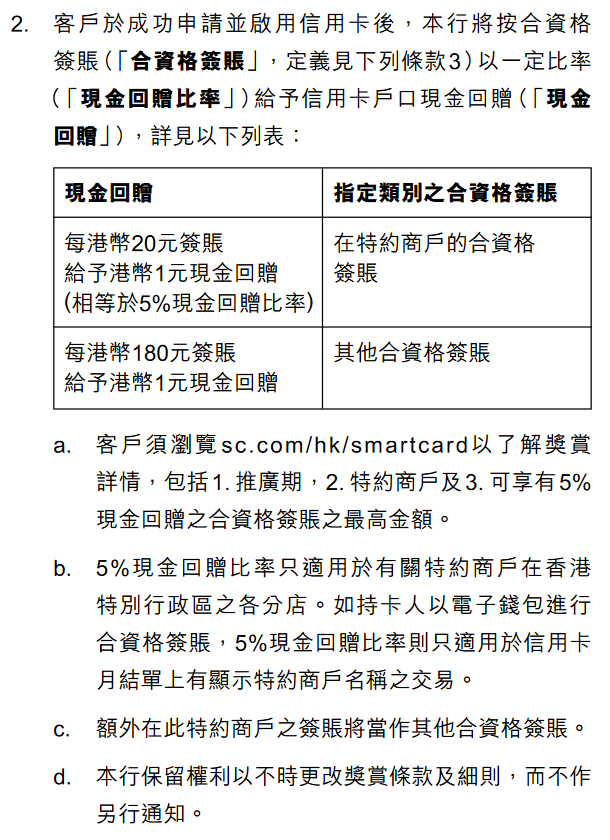 2. 客戶於成功申請並啟用信用卡後，本行將按合資格
簽賬（「合資格簽賬」，定義見下列條款3）以一定比率
（「現金回贈比率」）給予信用卡戶口現金回贈（「現金
回贈」），詳見以下列表：
現金回贈 指定類別之合資格簽賬
每港幣20元簽賬
給予港幣1元現金回贈
(相等於5%現金回贈比率)
在特約商戶的合資格
簽賬
每港幣180元簽賬
給予港幣1元現金回贈
其他合資格簽賬
a. 客戶須瀏覽sc.com/hk/smartcard以了解獎賞
詳情，包括1. 推廣期，2. 特約商戶及3. 可享有5%
現金回贈之合資格簽賬之最高金額。
b. 5%現金回贈比率只適用於有關特約商戶在香港
特別行政區之各分店。如持卡人以電子錢包進行
合資格簽賬，5%現金回贈比率則只適用於信用卡
月結單上有顯示特約商戶名稱之交易。
c. 額外在此特約商戶之簽賬將當作其他合資格簽賬。
d. 本行保留權利以不時更改獎賞條款及細則，而不作
另行通知。